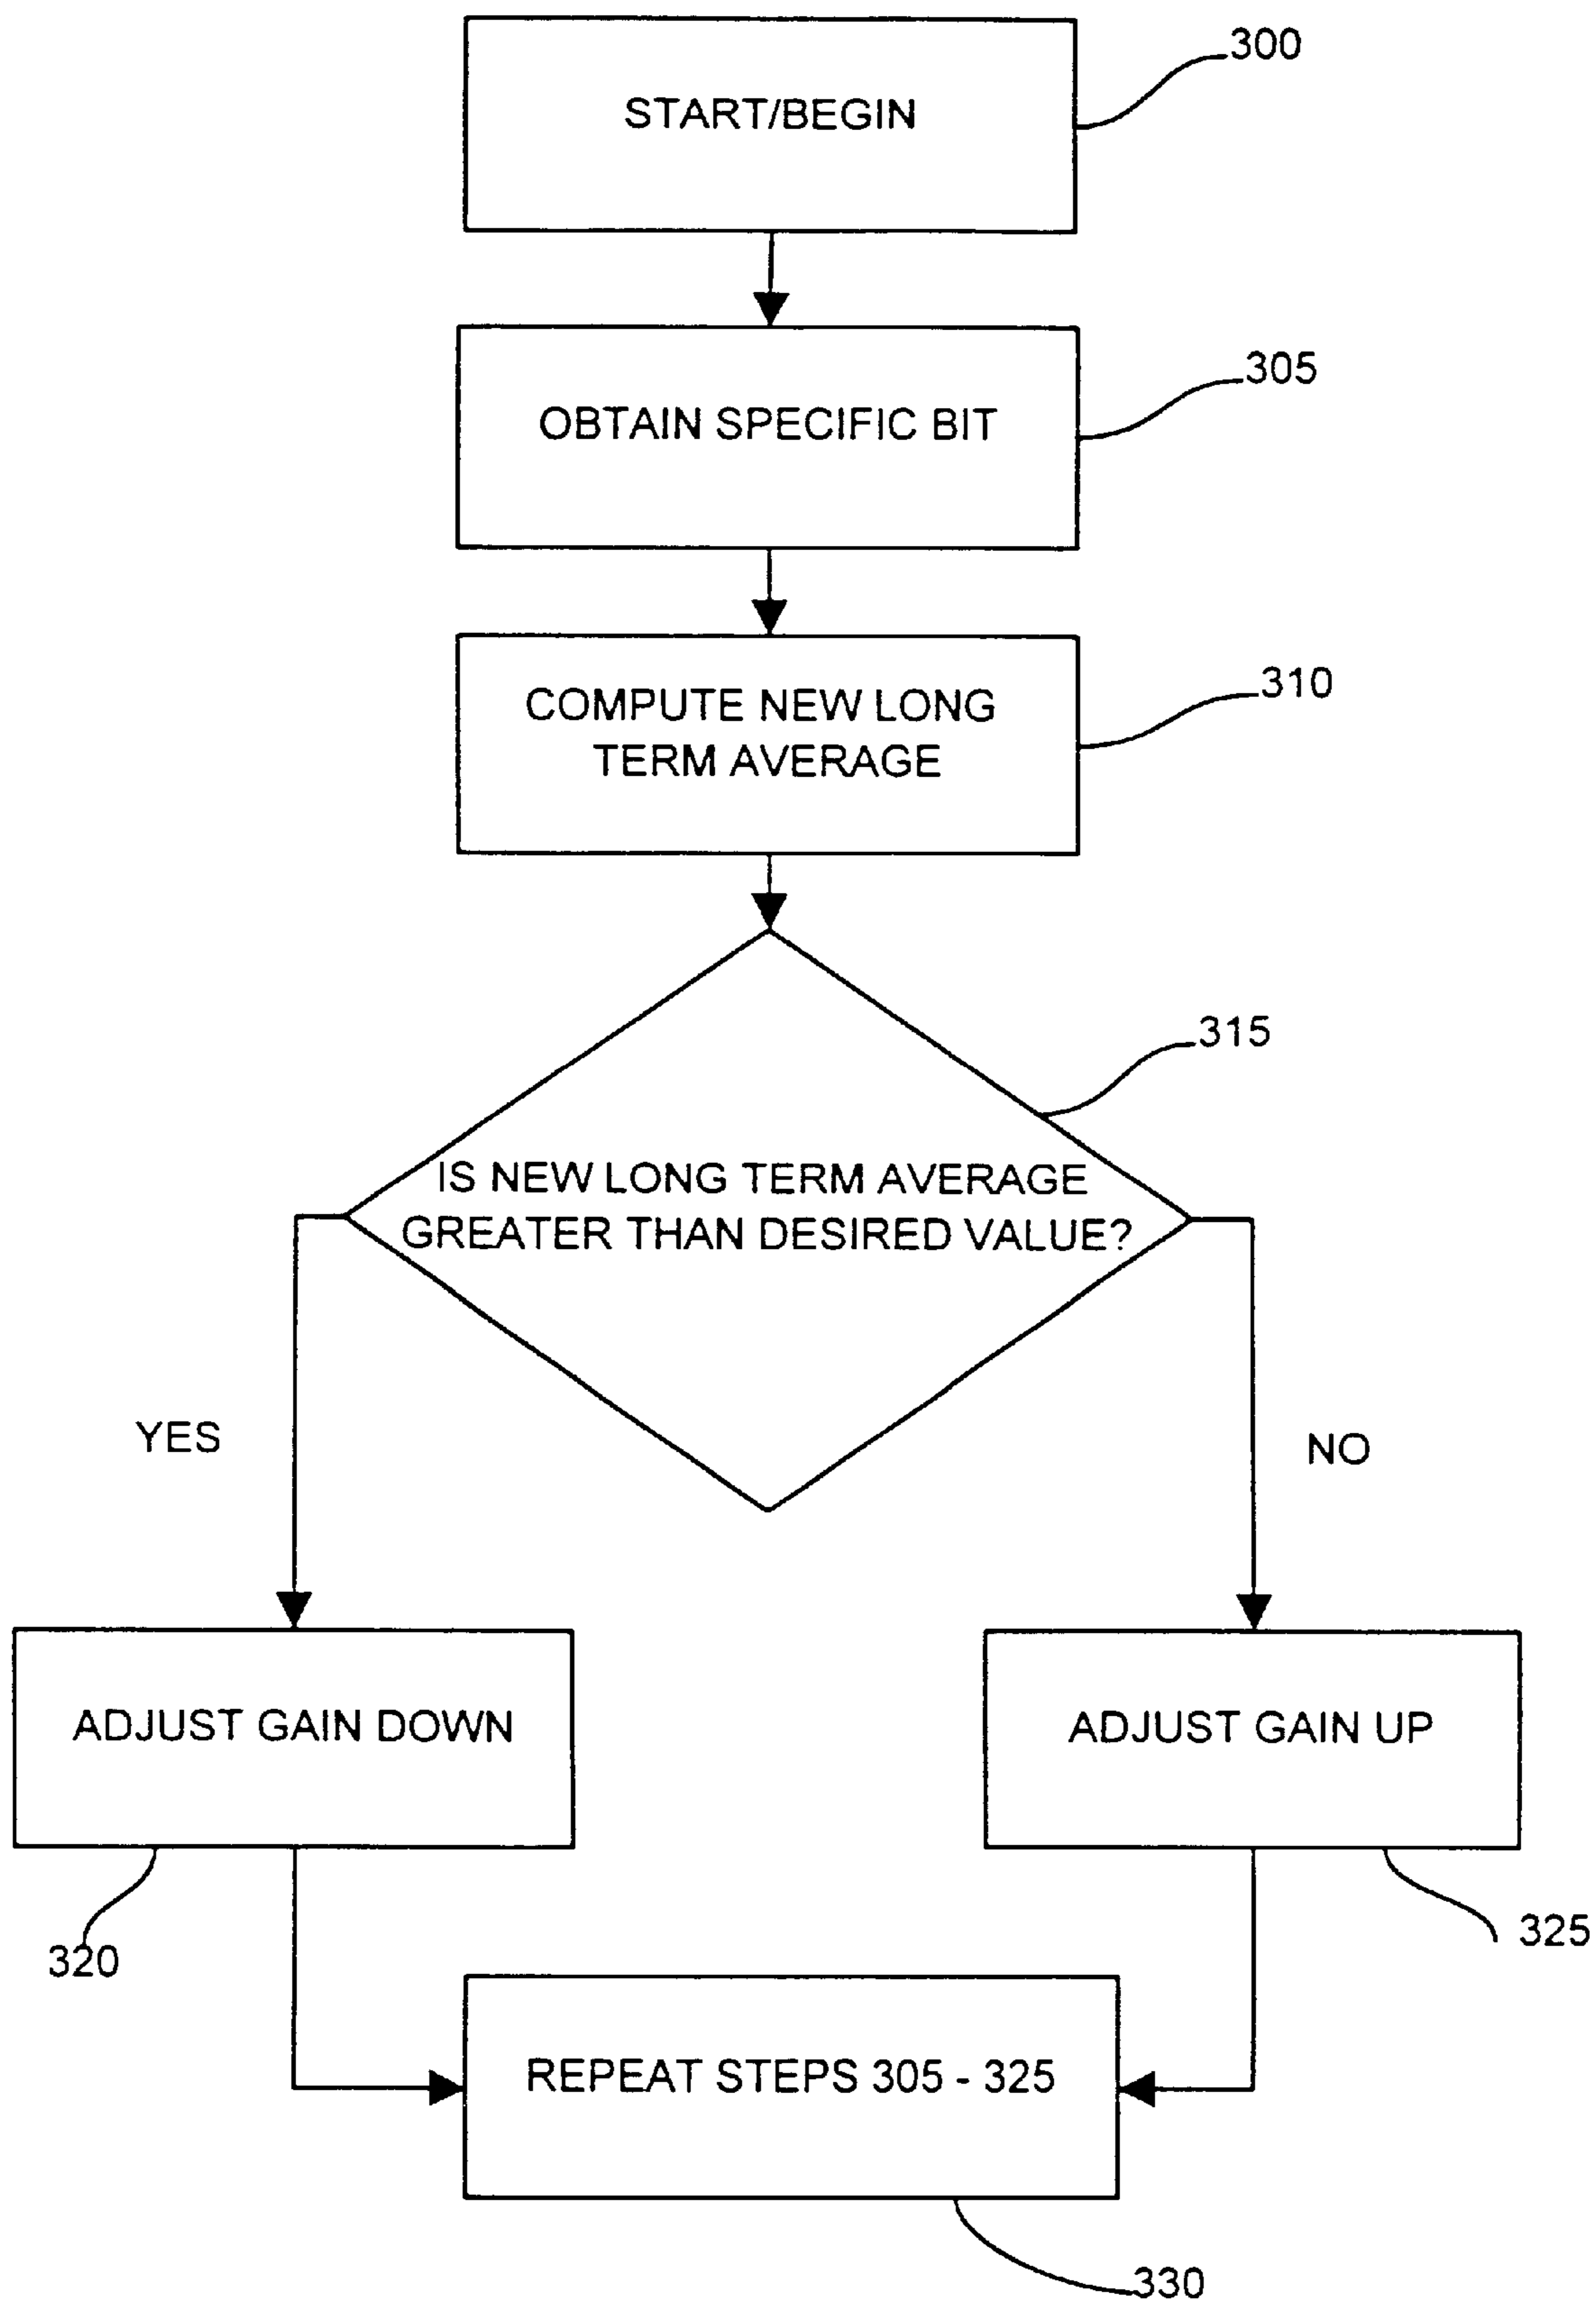 START/BEGIN
300
OBTAIN SPECIFIC BIT
305
COMPUTE NEW LONG
TERM AVERAGE
310
315
IS NEW LONG TERM AVERAGE
GREATER THAN DESIRED VALUE?
YES
NO
ADJUST GAIN DOWN
ADJUST GAIN UP
320
325
REPEAT STEPS 305 - 325
330